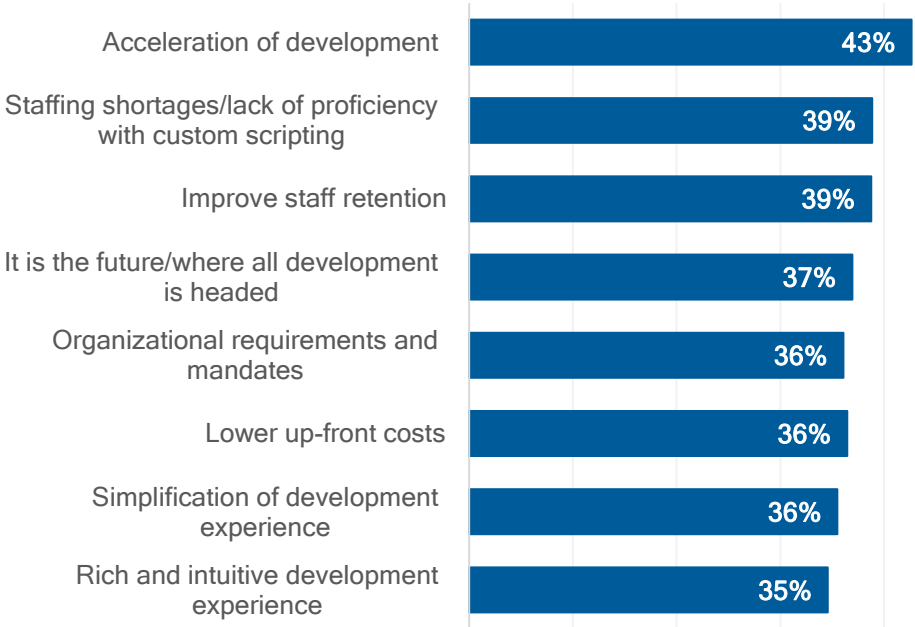 Acceleration of development
43%
Staffing shortages/lack of proficiency
with custom scripting
39%
Improve staff retention
39%
It is the future/where all development
is headed
37%
Organizational requirements and
mandates
36%
Lower up-front costs
36%
Simplification of development
experience
36%
Rich and intuitive development
experience
35%